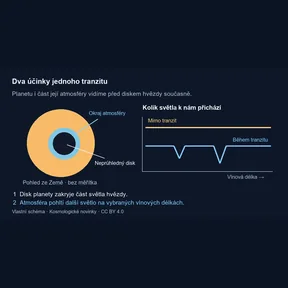 Dva účinky jednoho tranzitu
Planetu i část její atmosféry vidíme před diskem hvězdy současně.
Okraj atmosféry
Neprůhledný disk
Pohled ze Země · bez měřítka
Kolik světla k nám přichází
Mimo tranzit
Během tranzitu
Vlnová délka →
1 Disk planety zakryje část světla hvězdy.
2 Atmosféra pohltí další světlo na vybraných vlnových délkách.
Vlastní schéma · Kosmologické novinky · CC BY 4.0